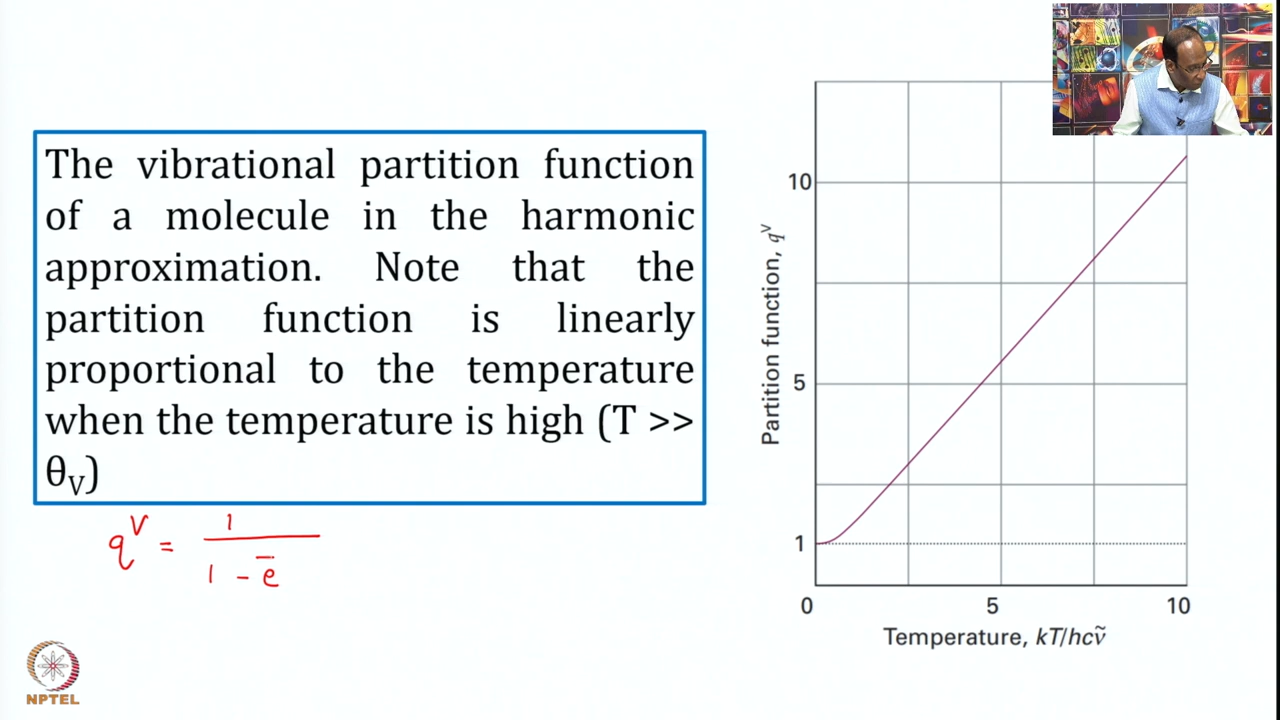 The vibrational partition function
of a molecule in the harmonic
approximation. Note that the
partition function is linearly
proportional to the temperature
when the temperature is high (T >>
θV)
qV = 1
1 - e-
NPTEL
Partition function, qV
10
5
1
0 5 10
Temperature, kT/hcṽ